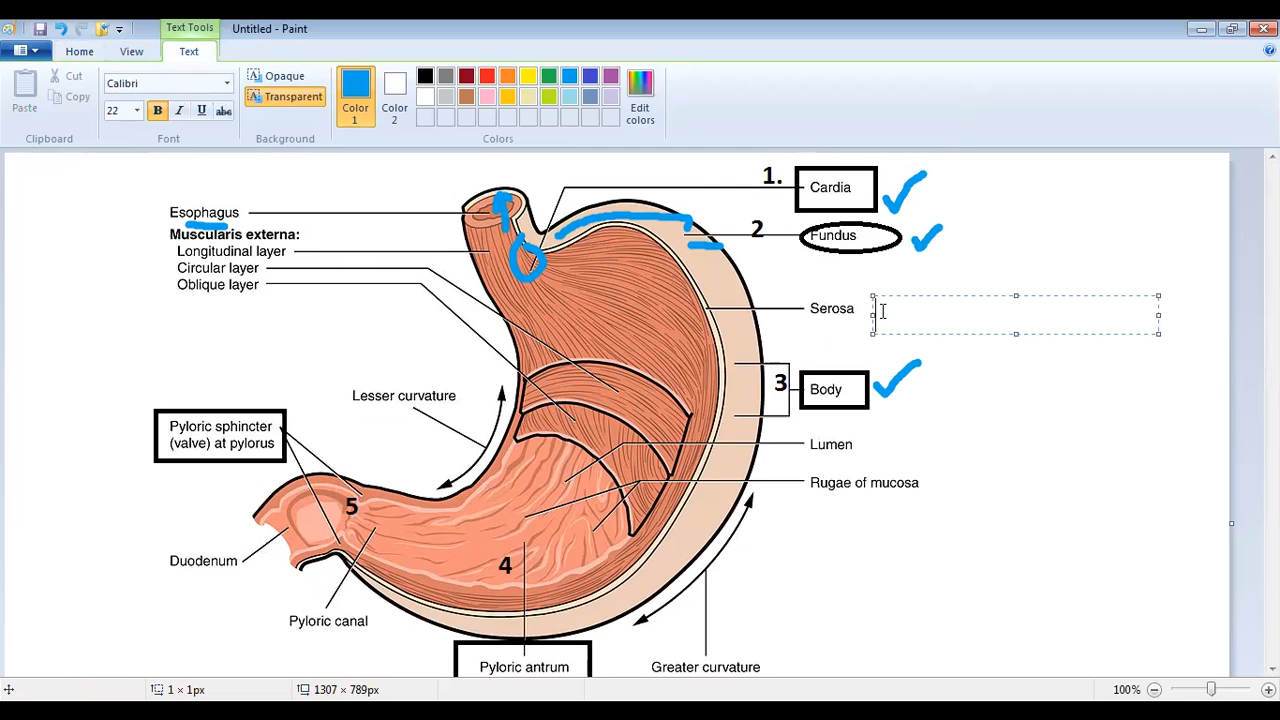 Text Tools
Untitled - Paint
Home
View
Text
Paste
Cut
Copy
Clipboard
Calibri
22
B I U abc
Font
Opaque
Transparent
Background
Color 1
Color 2
Edit colors
Colors
1.
Cardia
Esophagus
Muscularis externa:
2
Fundus
Longitudinal layer
Circular layer
Oblique layer
Serosa
3
Body
Lesser curvature
Pyloric sphincter
(valve) at pylorus
Lumen
Rugae of mucosa
5
Duodenum
4
Pyloric canal
Pyloric antrum
Greater curvature
1 × 1px
1307 × 789px
100%